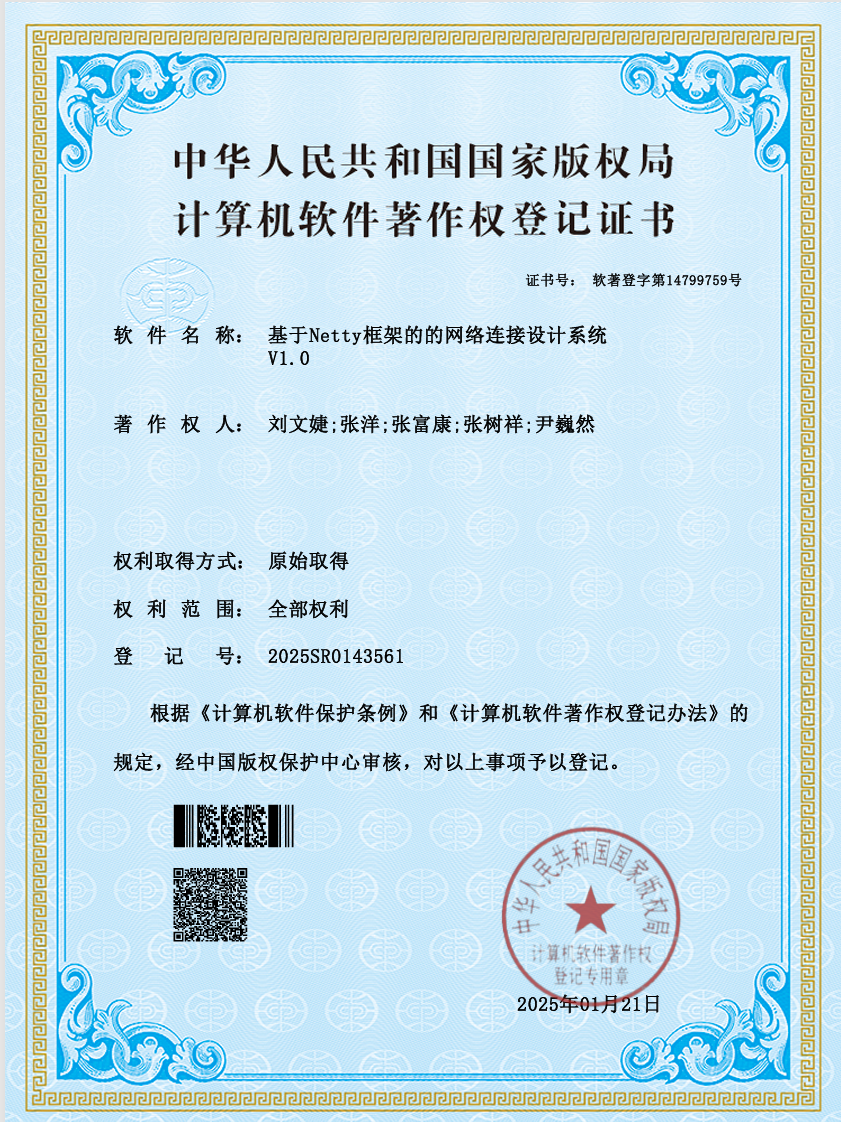 中华人民共和国国家版权局
计算机软件著作权登记证书
证书号： 软著登字第14799759号
软件名称： 基于Netty框架的的网络连接设计系统
V1.0
著作权人： 刘文婕;张洋;张富康;张树祥;尹巍然
权利取得方式： 原始取得
权利范围： 全部权利
登记号： 2025SR0143561
根据《计算机软件保护条例》和《计算机软件著作权登记办法》的
规定，经中国版权保护中心审核，对以上事项予以登记。
中华人民共和国国家版权局
计算机软件著作权
登记专用章
2025年01月21日